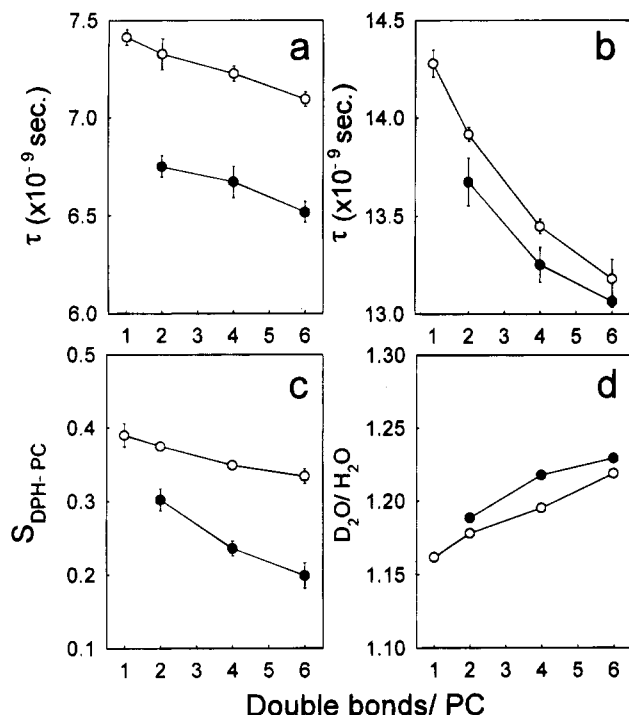 a
τ (x10⁻⁹ sec.)
7.5
7.0
6.5
6.0
1 2 3 4 5 6
b
τ (x10⁻⁹ sec.)
14.5
14.0
13.5
13.0
1 2 3 4 5 6
c
S_DPH-PC
0.5
0.4
0.3
0.2
0.1
1 2 3 4 5 6
d
D₂O/ H₂O
1.30
1.25
1.20
1.15
1.10
1 2 3 4 5 6
Double bonds/ PC